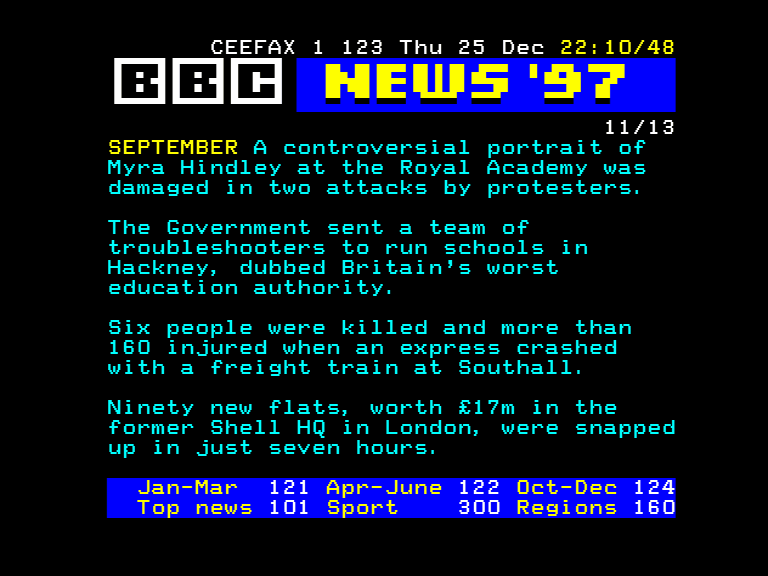 CEEFAX 1 123 Thu 25 Dec 22:10/48
BBC NEWS '97
11/13
SEPTEMBER A controversial portrait of
Myra Hindley at the Royal Academy was
damaged in two attacks by protesters.
The Government sent a team of
troubleshooters to run schools in
Hackney, dubbed Britain's worst
education authority.
Six people were killed and more than
160 injured when an express crashed
with a freight train at Southall.
Ninety new flats, worth £17m in the
former Shell HQ in London, were snapped
up in just seven hours.
Jan-Mar 121 Apr-June 122 Oct-Dec 124
Top news 101 Sport 300 Regions 160